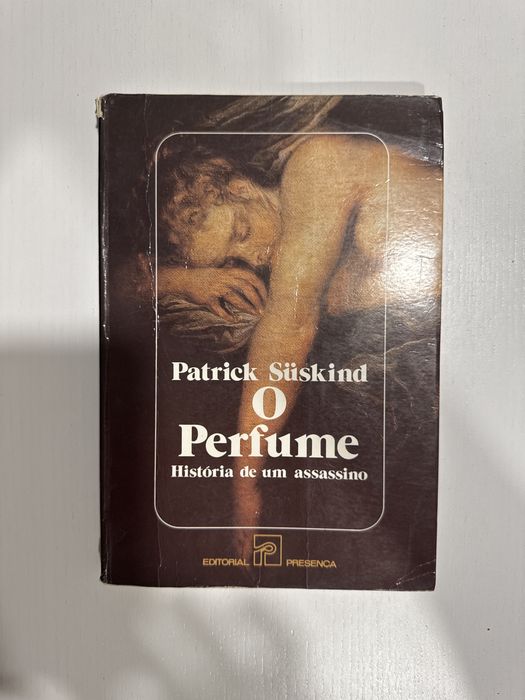 Patrick Süskind
O
Perfume
História de um assassino
EDITORIAL PRESENÇA